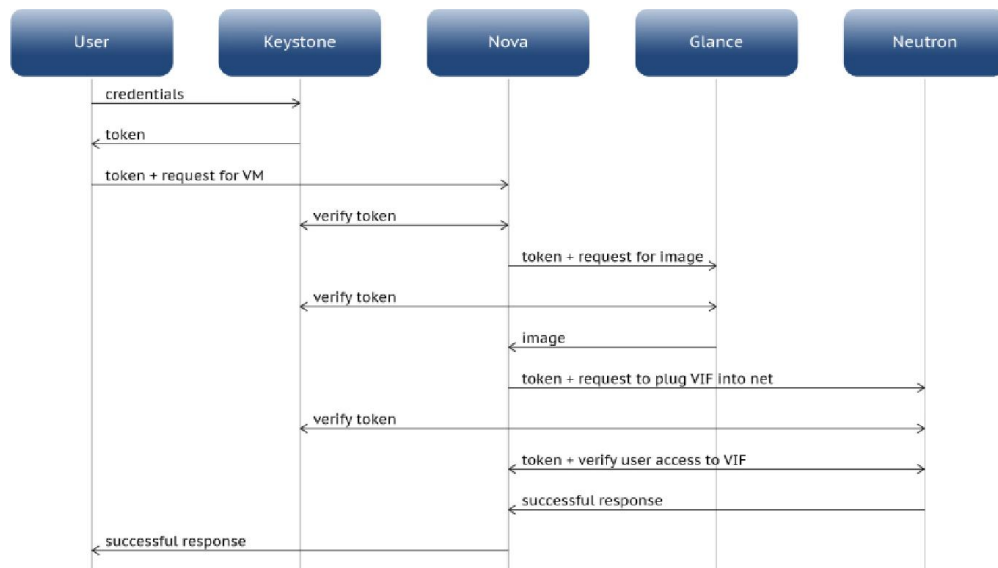 User
Keystone
Nova
Glance
Neutron
credentials
token
token + request for VM
verify token
token + request for image
verify token
image
token + request to plug VIF into net
verify token
token + verify user access to VIF
successful response
successful response